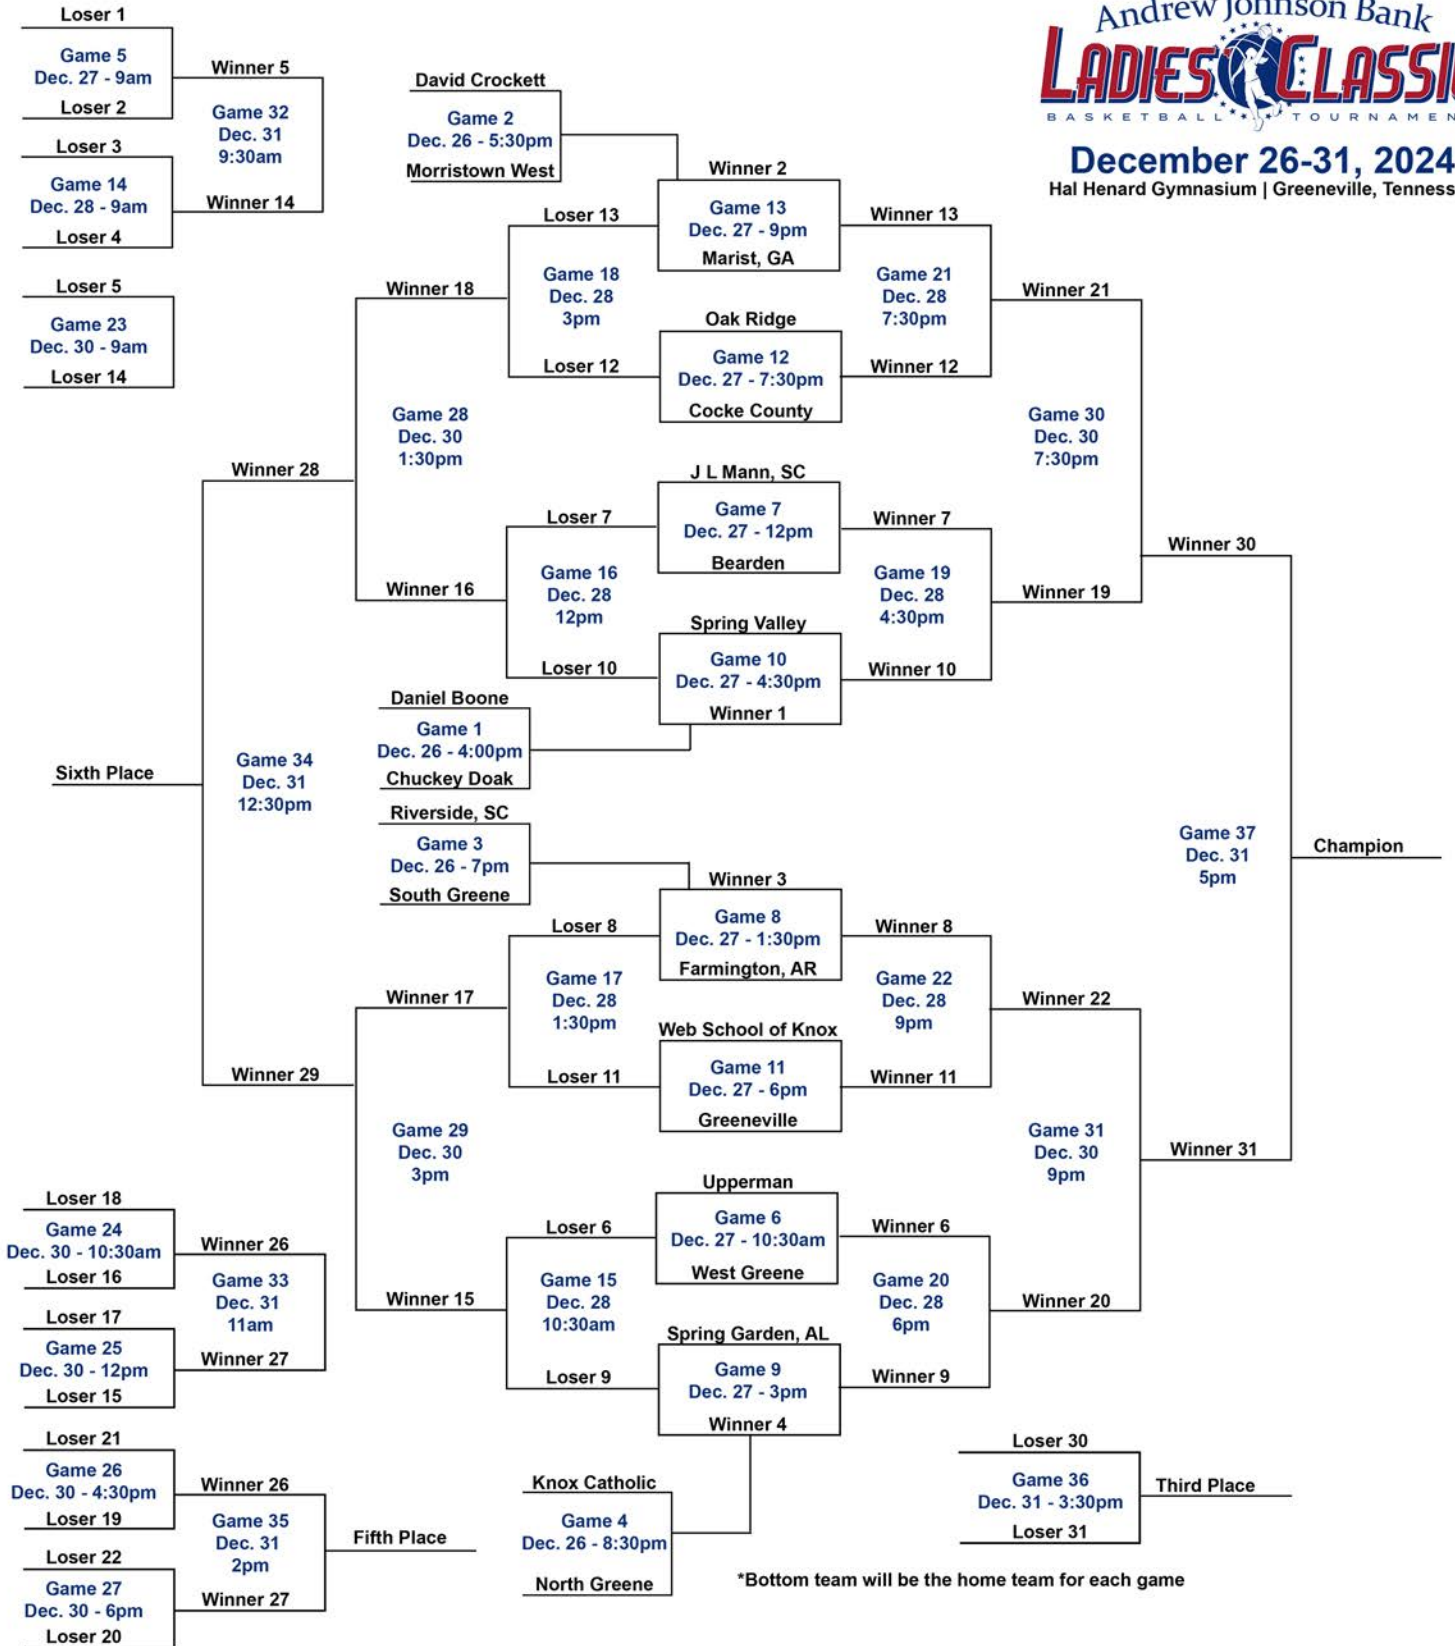 Andrew Johnson Bank
LADIES CLASSI
BASKETBALL TOURNAMEN
December 26-31, 2024
Hal Henard Gymnasium | Greeneville, Tenness
Loser 1
Game 5
Dec. 27 - 9am
Loser 2
Winner 5
Game 32
Dec. 31
9:30am
Winner 14
Loser 3
Game 14
Dec. 28 - 9am
Loser 4
Loser 5
Game 23
Dec. 30 - 9am
Loser 14
David Crockett
Game 2
Dec. 26 - 5:30pm
Morristown West
Winner 2
Game 13
Dec. 27 - 9pm
Marist, GA
Loser 13
Game 18
Dec. 28
3pm
Loser 12
Winner 13
Game 21
Dec. 28
7:30pm
Winner 12
Oak Ridge
Game 12
Dec. 27 - 7:30pm
Cocke County
Winner 18
Game 28
Dec. 30
1:30pm
Winner 16
Winner 21
Game 30
Dec. 30
7:30pm
Winner 19
J L Mann, SC
Game 7
Dec. 27 - 12pm
Bearden
Loser 7
Game 16
Dec. 28
12pm
Loser 10
Winner 7
Game 19
Dec. 28
4:30pm
Winner 10
Spring Valley
Game 10
Dec. 27 - 4:30pm
Winner 1
Daniel Boone
Game 1
Dec. 26 - 4:00pm
Chuckey Doak
Winner 28
Game 34
Dec. 31
12:30pm
Winner 29
Sixth Place
Winner 30
Game 37
Dec. 31
5pm
Winner 31
Champion
Riverside, SC
Game 3
Dec. 26 - 7pm
South Greene
Winner 3
Game 8
Dec. 27 - 1:30pm
Farmington, AR
Loser 8
Game 17
Dec. 28
1:30pm
Loser 11
Winner 8
Game 22
Dec. 28
9pm
Winner 11
Web School of Knox
Game 11
Dec. 27 - 6pm
Greeneville
Winner 17
Game 29
Dec. 30
3pm
Winner 15
Winner 22
Game 31
Dec. 30
9pm
Winner 20
Upperman
Game 6
Dec. 27 - 10:30am
West Greene
Loser 6
Game 15
Dec. 28
10:30am
Loser 9
Winner 6
Game 20
Dec. 28
6pm
Winner 9
Spring Garden, AL
Game 9
Dec. 27 - 3pm
Winner 4
Knox Catholic
Game 4
Dec. 26 - 8:30pm
North Greene
Loser 18
Game 24
Dec. 30 - 10:30am
Loser 16
Winner 26
Game 33
Dec. 31
11am
Winner 27
Loser 17
Game 25
Dec. 30 - 12pm
Loser 15
Loser 21
Game 26
Dec. 30 - 4:30pm
Loser 19
Winner 26
Game 35
Dec. 31
2pm
Winner 27
Fifth Place
Loser 22
Game 27
Dec. 30 - 6pm
Loser 20
Loser 30
Game 36
Dec. 31 - 3:30pm
Loser 31
Third Place
*Bottom team will be the home team for each game